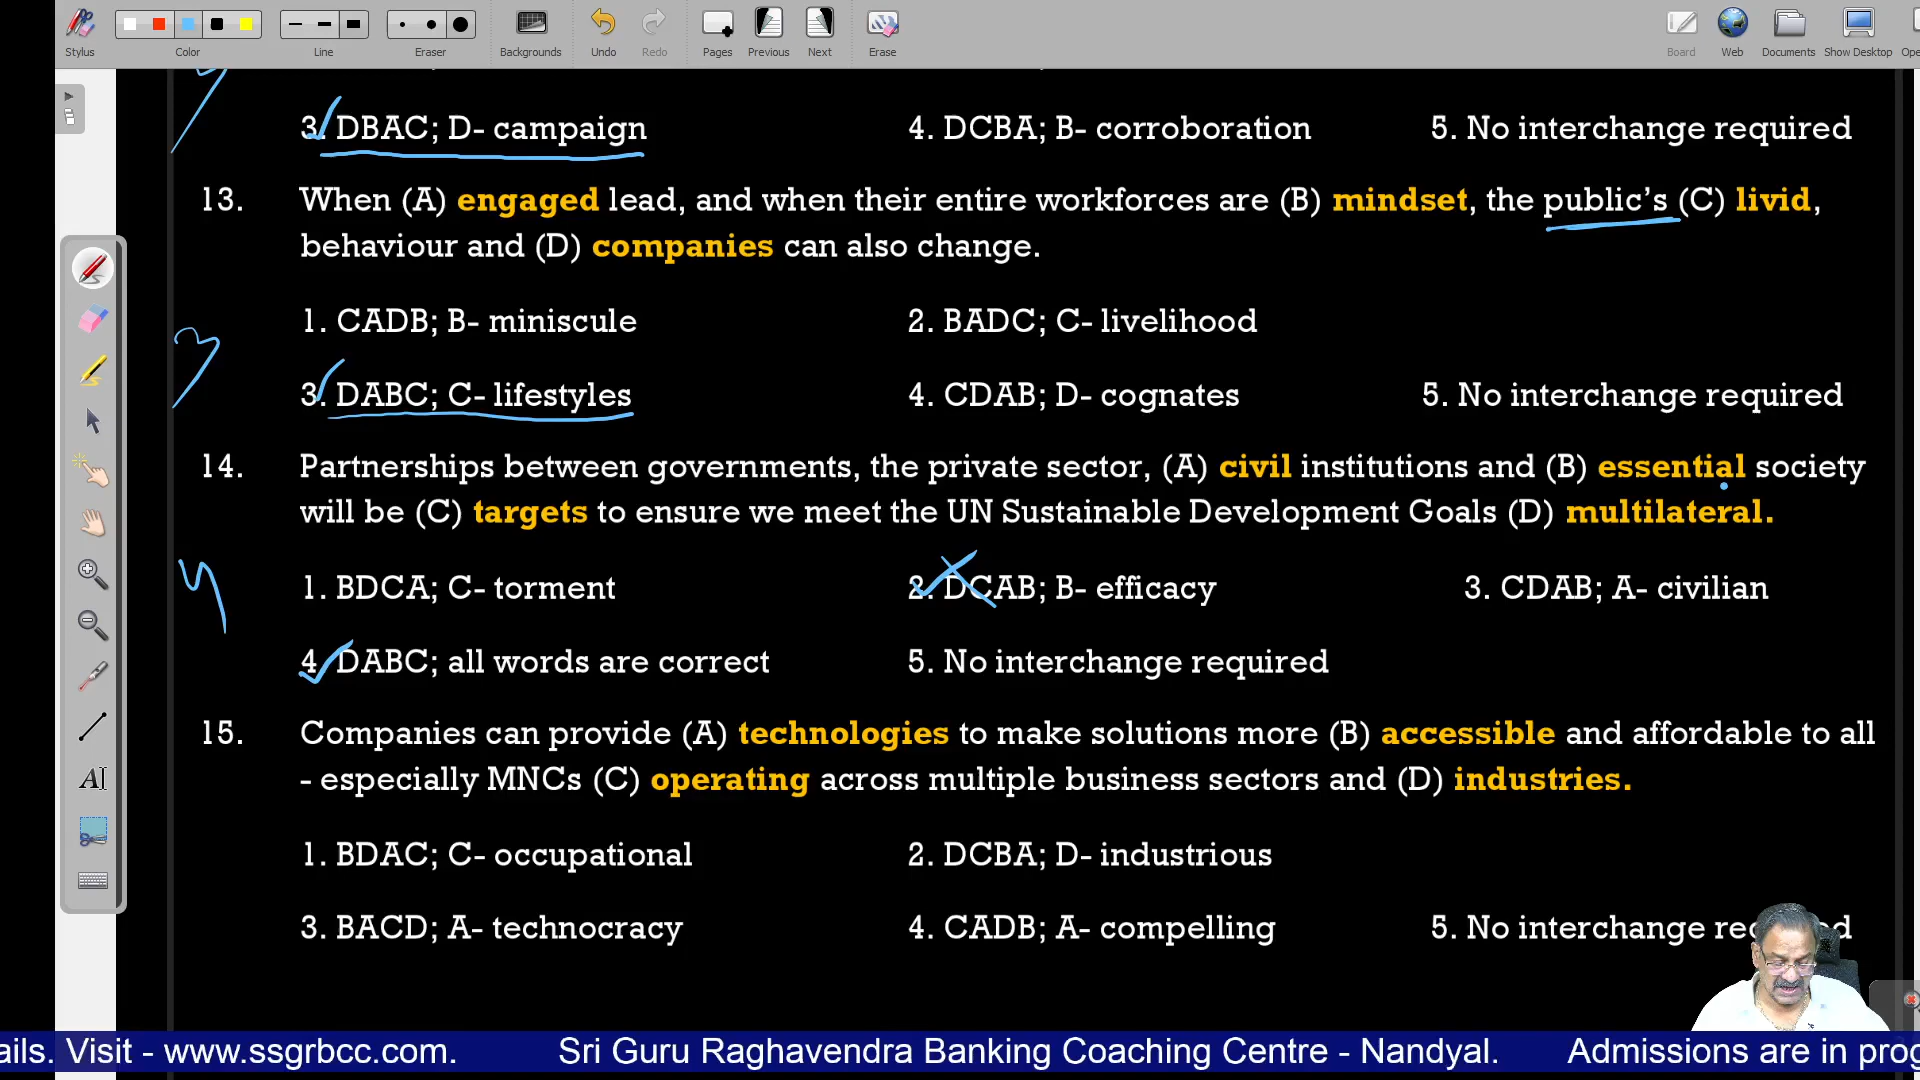 Stylus Color Line Eraser Backgrounds Undo Redo Pages Previous Next Erase Board Web Documents Show Desktop
3. DBAC; D- campaign 4. DCBA; B- corroboration 5. No interchange required
13. When (A) engaged lead, and when their entire workforces are (B) mindset, the public's (C) livid,
behaviour and (D) companies can also change.
1. CADB; B- miniscule 2. BADC; C- livelihood
3
3. DABC; C- lifestyles 4. CDAB; D- cognates 5. No interchange required
14. Partnerships between governments, the private sector, (A) civil institutions and (B) essential society
will be (C) targets to ensure we meet the UN Sustainable Development Goals (D) multilateral.
4
1. BDCA; C- torment 2. DCAB; B- efficacy 3. CDAB; A- civilian
4. DABC; all words are correct 5. No interchange required
15. Companies can provide (A) technologies to make solutions more (B) accessible and affordable to all
- especially MNCs (C) operating across multiple business sectors and (D) industries.
1. BDAC; C- occupational 2. DCBA; D- industrious
3. BACD; A- technocracy 4. CADB; A- compelling 5. No interchange
ails. Visit - www.ssgrbcc.com. Sri Guru Raghavendra Banking Coaching Centre - Nandyal. Admissions are in prog